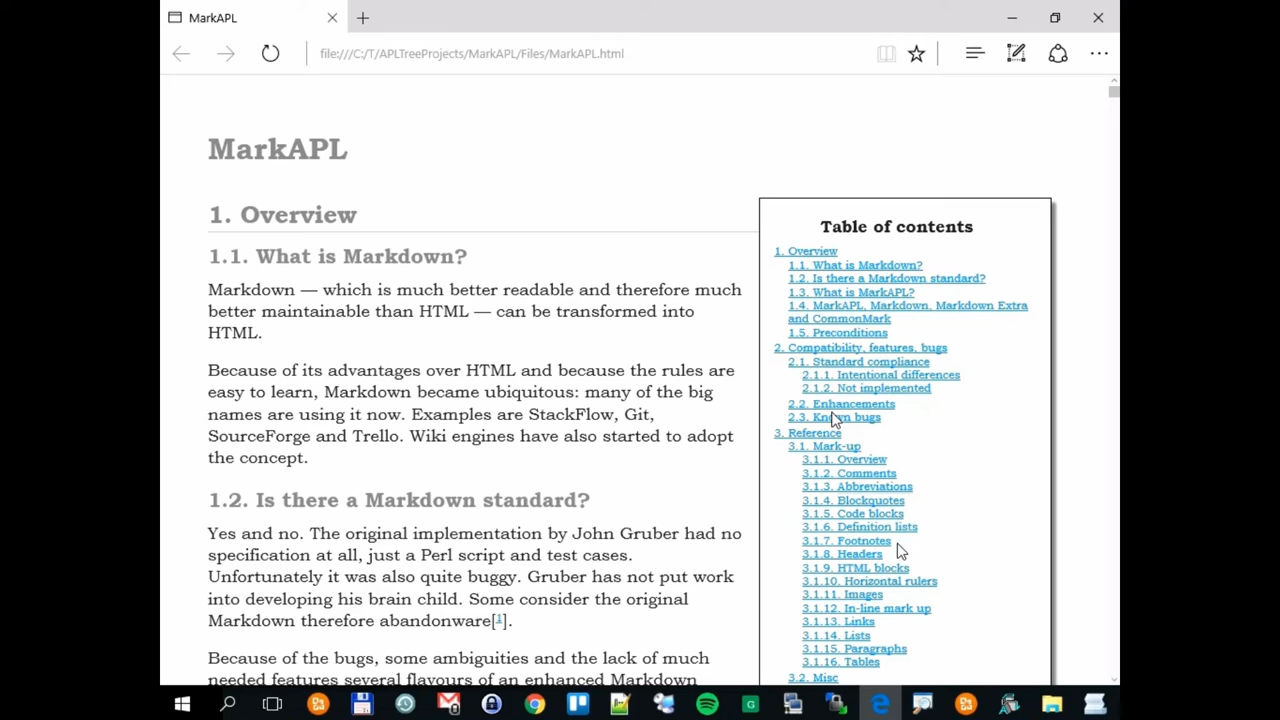 MarkAPL
file:///C:/T/APLTreeProjects/MarkAPL/Files/MarkAPL.html
MarkAPL
1. Overview
1.1. What is Markdown?
Markdown — which is much better readable and therefore much
better maintainable than HTML — can be transformed into
HTML.
Because of its advantages over HTML and because the rules are
easy to learn, Markdown became ubiquitous: many of the big
names are using it now. Examples are StackFlow, Git,
SourceForge and Trello. Wiki engines have also started to adopt
the concept.
1.2. Is there a Markdown standard?
Yes and no. The original implementation by John Gruber had no
specification at all, just a Perl script and test cases.
Unfortunately it was also quite buggy. Gruber has not put work
into developing his brain child. Some consider the original
Markdown therefore abandonware[1].
Because of the bugs, some ambiguities and the lack of much
needed features several flavours of an enhanced Markdown
Table of contents
1. Overview
1.1. What is Markdown?
1.2. Is there a Markdown standard?
1.3. What is MarkAPL?
1.4. MarkAPL, Markdown, Markdown Extra
and CommonMark
1.5. Preconditions
2. Compatibility, features, bugs
2.1. Standard compliance
2.1.1. Intentional differences
2.1.2. Not implemented
2.2. Enhancements
2.3. Known bugs
3. Reference
3.1. Mark-up
3.1.1. Overview
3.1.2. Comments
3.1.3. Abbreviations
3.1.4. Blockquotes
3.1.5. Code blocks
3.1.6. Definition lists
3.1.7. Footnotes
3.1.8. Headers
3.1.9. HTML blocks
3.1.10. Horizontal rulers
3.1.11. Images
3.1.12. In-line mark up
3.1.13. Links
3.1.14. Lists
3.1.15. Paragraphs
3.1.16. Tables
3.2. Misc